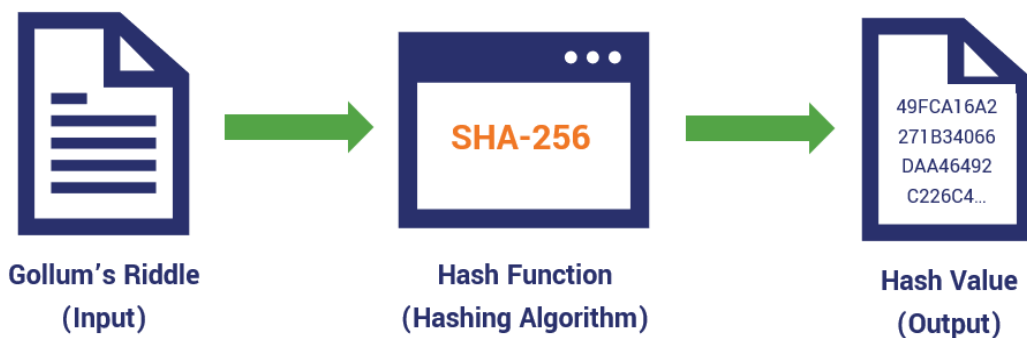 SHA-256
49FCA16A2
271B34066
DAA46492
C226C4...
Gollum's Riddle
(Input)
Hash Function
(Hashing Algorithm)
Hash Value
(Output)